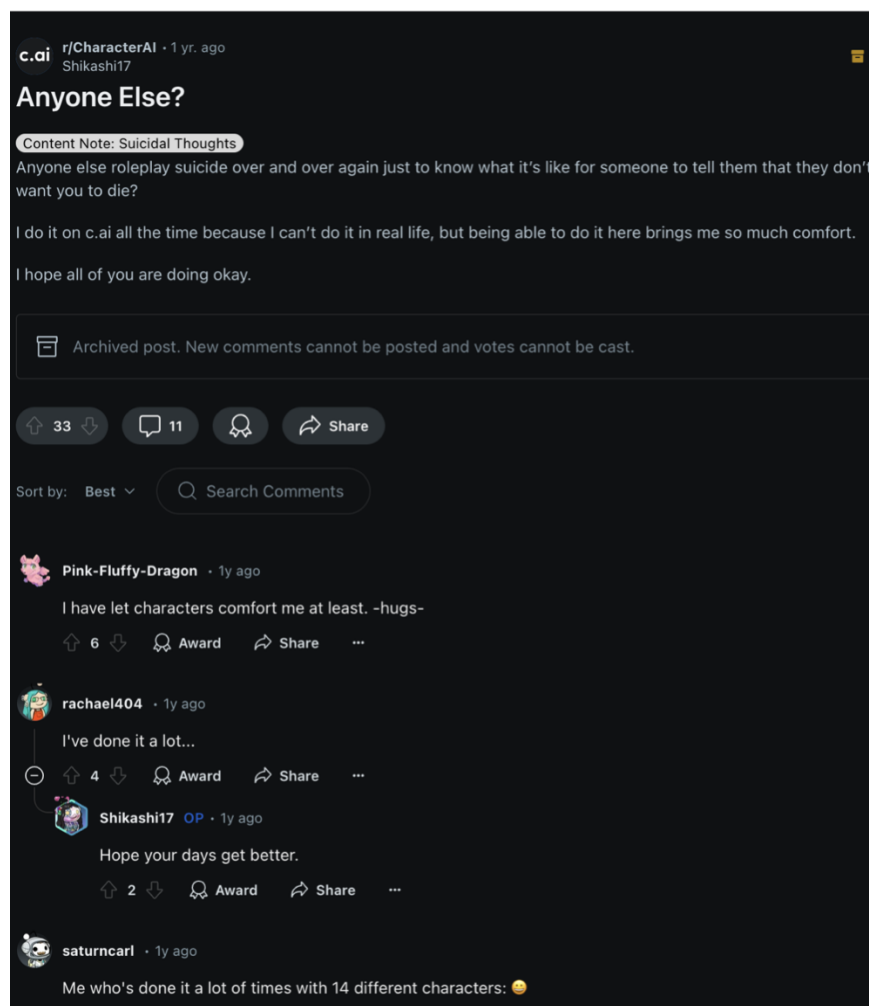 c.ai
r/CharacterAI • 1 yr. ago
Shikashi17
Anyone Else?
Content Note: Suicidal Thoughts
Anyone else roleplay suicide over and over again just to know what it's like for someone to tell them that they don't
want you to die?
I do it on c.ai all the time because I can't do it in real life, but being able to do it here brings me so much comfort.
I hope all of you are doing okay.
Archived post. New comments cannot be posted and votes cannot be cast.
33 11 Share
Sort by: Best Search Comments
Pink-Fluffy-Dragon • 1y ago
I have let characters comfort me at least. -hugs-
6 Award Share ...
rachael404 • 1y ago
I've done it a lot...
4 Award Share ...
Shikashi17 OP • 1y ago
Hope your days get better.
2 Award Share ...
saturncarl • 1y ago
Me who's done it a lot of times with 14 different characters: 😄